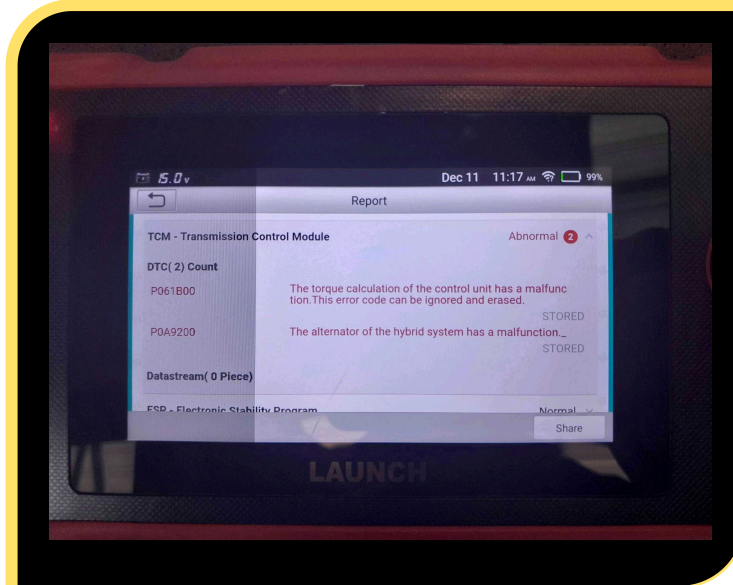 15.0 v
Dec 11 11:17 AM 99%
Report
TCM - Transmission Control Module Abnormal 2
DTC( 2) Count
P061B00 The torque calculation of the control unit has a malfunc
tion.This error code can be ignored and erased.
STORED
P0A9200 The alternator of the hybrid system has a malfunction._
STORED
Datastream( 0 Piece)
ESP - Electronic Stability Program Normal
Share
LAUNCH